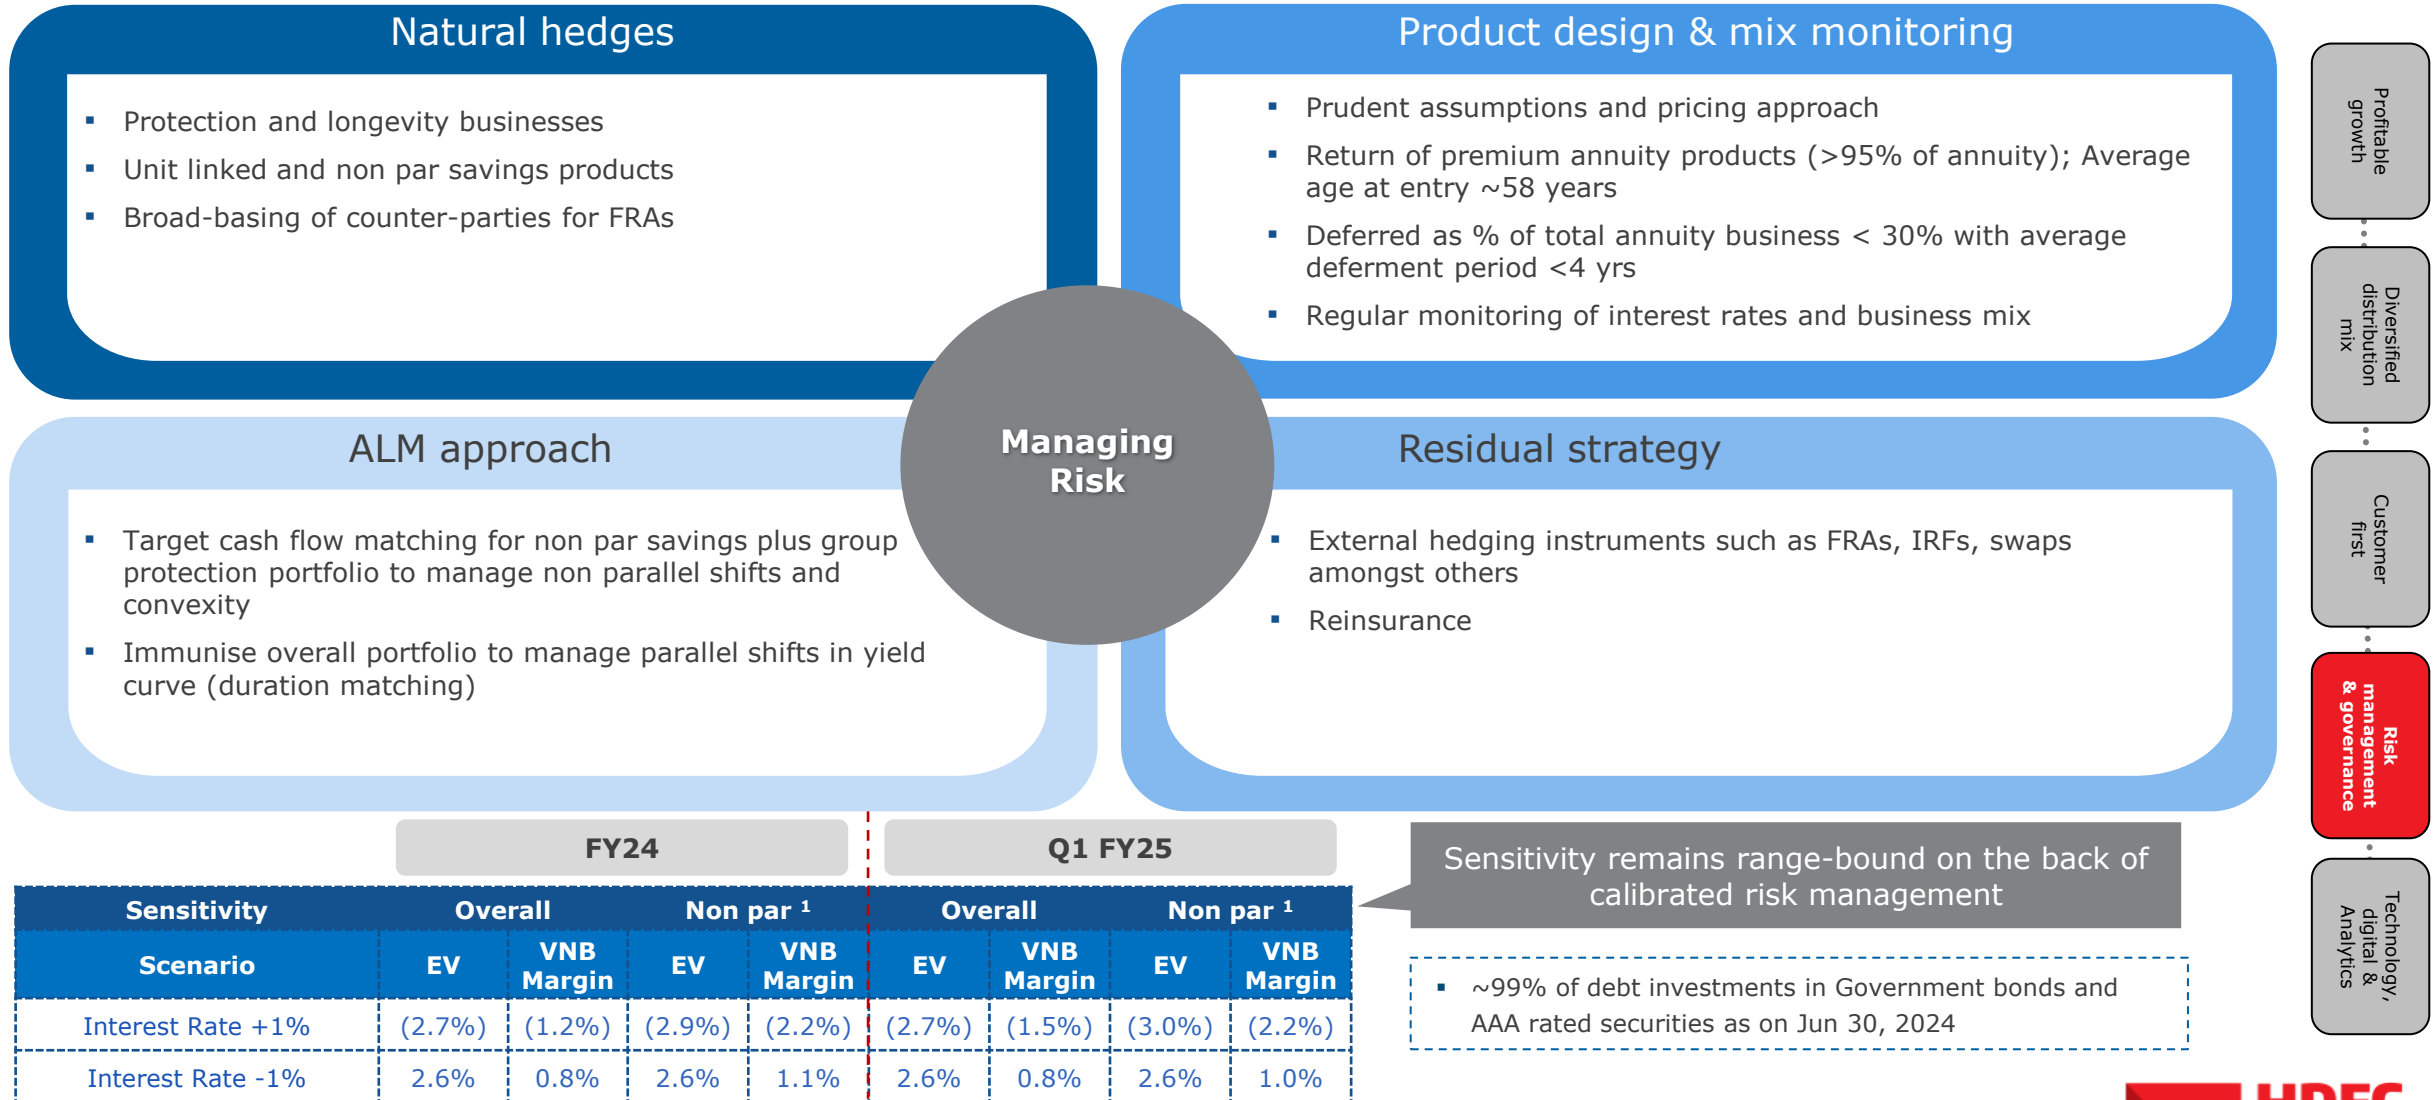 Natural hedges
▪ Protection and longevity businesses
▪ Unit linked and non par savings products
▪ Broad-basing of counter-parties for FRAs
Product design & mix monitoring
▪ Prudent assumptions and pricing approach
▪ Return of premium annuity products (>95% of annuity); Average
age at entry ~58 years
▪ Deferred as % of total annuity business < 30% with average
deferment period <4 yrs
▪ Regular monitoring of interest rates and business mix
Managing
Risk
ALM approach
▪ Target cash flow matching for non par savings plus group
protection portfolio to manage non parallel shifts and
convexity
▪ Immunise overall portfolio to manage parallel shifts in yield
curve (duration matching)
Residual strategy
▪ External hedging instruments such as FRAs, IRFs, swaps
amongst others
▪ Reinsurance
Profitable
growth
Diversified
distribution
mix
Customer
first
Risk
management
& governance
Technology,
digital &
Analytics
FY24 Q1 FY25
Sensitivity Overall Non par ¹ Overall Non par ¹
Scenario EV VNB Margin EV VNB Margin EV VNB Margin EV VNB Margin
Interest Rate +1% (2.7%) (1.2%) (2.9%) (2.2%) (2.7%) (1.5%) (3.0%) (2.2%)
Interest Rate -1% 2.6% 0.8% 2.6% 1.1% 2.6% 0.8% 2.6% 1.0%
Sensitivity remains range-bound on the back of
calibrated risk management
▪ ~99% of debt investments in Government bonds and
AAA rated securities as on Jun 30, 2024